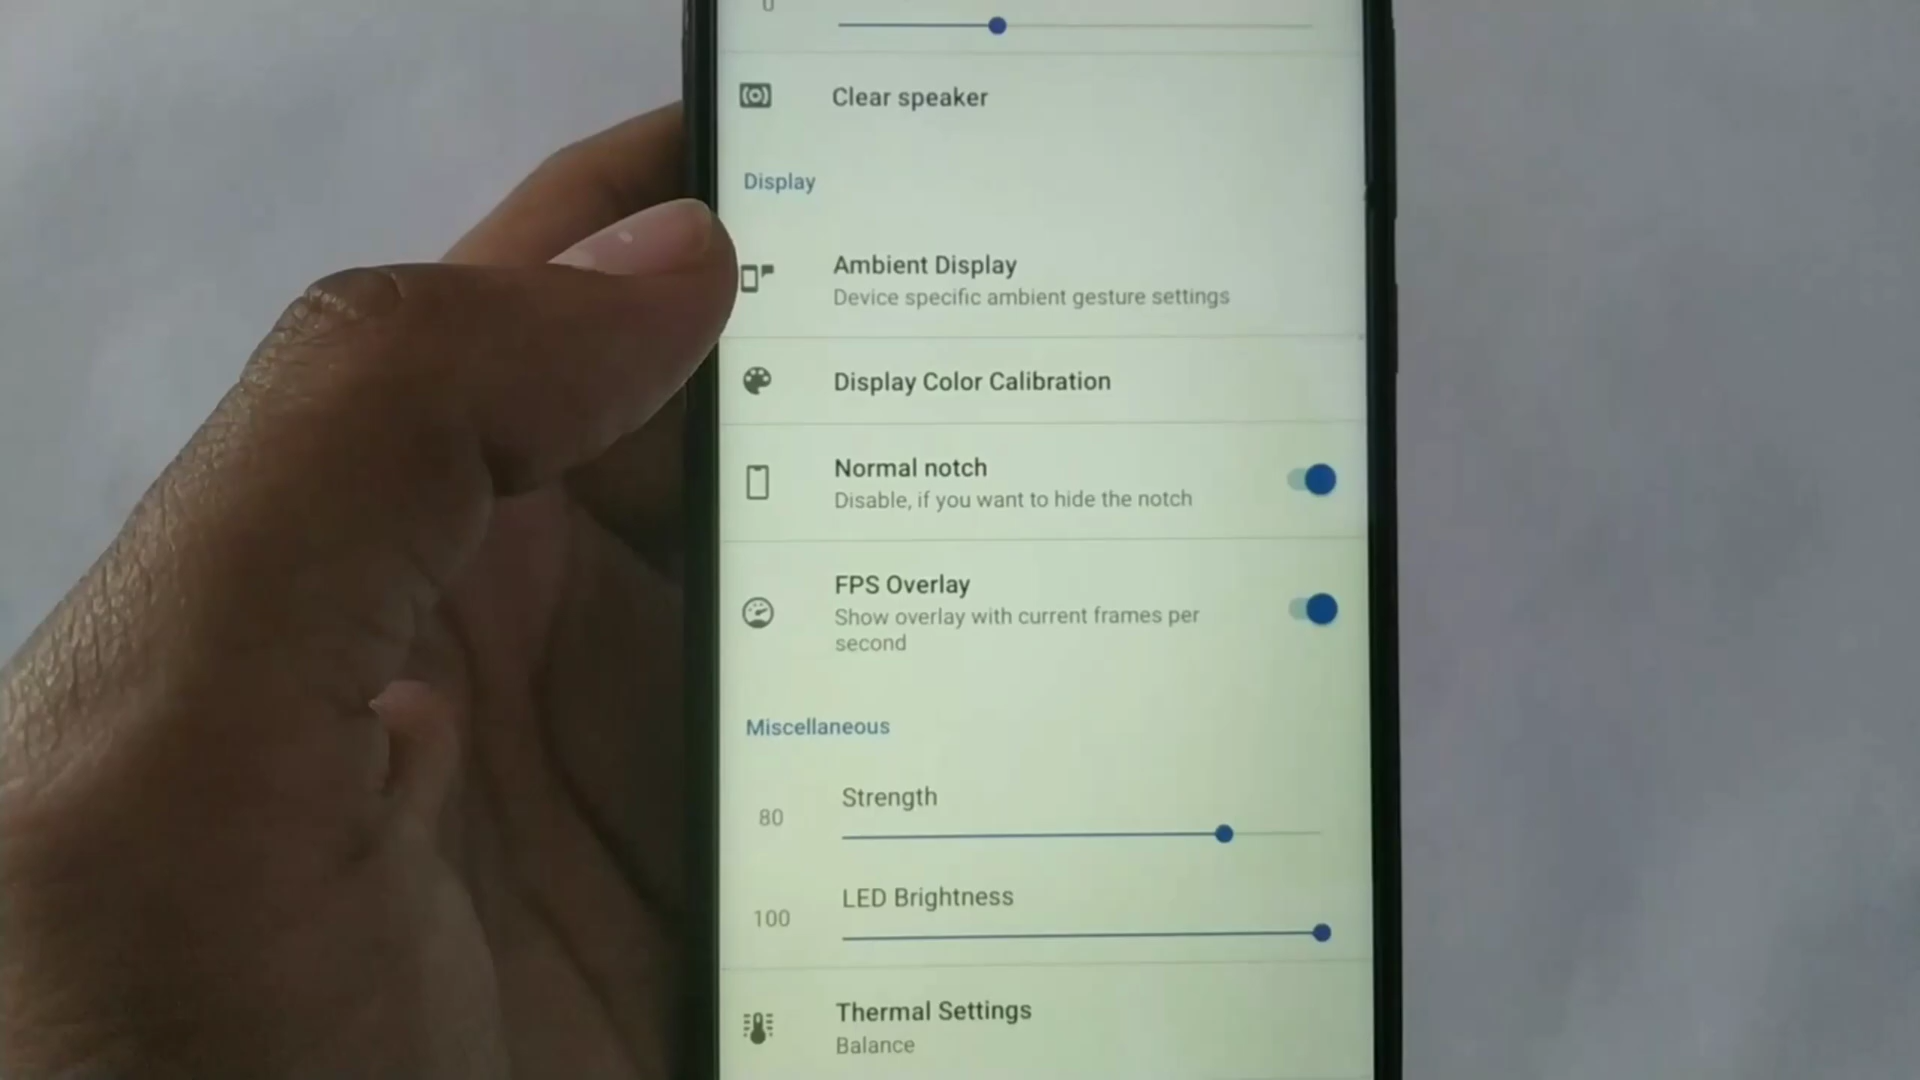 0
Clear speaker
Display
Ambient Display
Device specific ambient gesture settings
Display Color Calibration
Normal notch
Disable, if you want to hide the notch
FPS Overlay
Show overlay with current frames per
second
Miscellaneous
Strength
80
LED Brightness
100
Thermal Settings
Balance